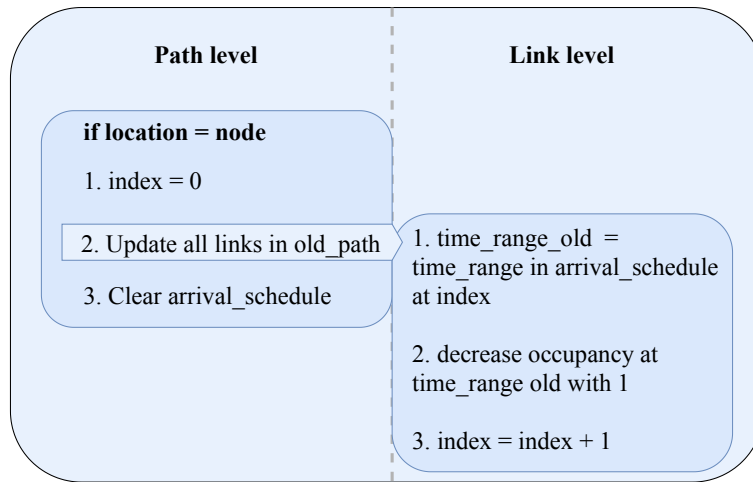 Path level
Link level
if location = node
1. index = 0
2. Update all links in old_path
3. Clear arrival_schedule
1. time_range_old =
time_range in arrival_schedule
at index
2. decrease occupancy at
time_range old with 1
3. index = index + 1